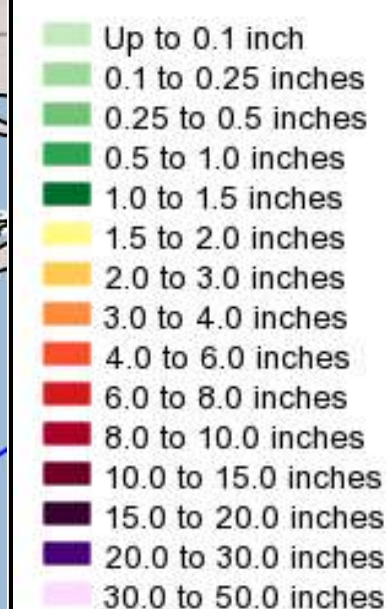 Up to 0.1 inch
0.1 to 0.25 inches
0.25 to 0.5 inches
0.5 to 1.0 inches
1.0 to 1.5 inches
1.5 to 2.0 inches
2.0 to 3.0 inches
3.0 to 4.0 inches
4.0 to 6.0 inches
6.0 to 8.0 inches
8.0 to 10.0 inches
10.0 to 15.0 inches
15.0 to 20.0 inches
20.0 to 30.0 inches
30.0 to 50.0 inches